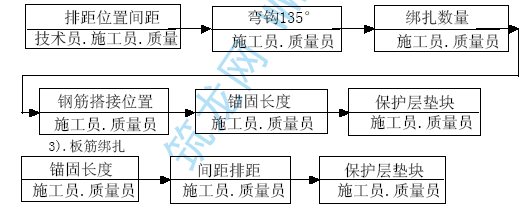 排距位置间距
技术员.施工员.质量
弯钩135°
施工员.质量员
绑扎数量
施工员.质量员
钢筋搭接位置
施工员.质量员
锚固长度
施工员.质量员
保护层垫块
施工员.质量员
3).板筋绑扎
锚固长度
施工员.质量员
间距排距
施工员.质量员
保护层垫块
施工员.质量员
筑龙网